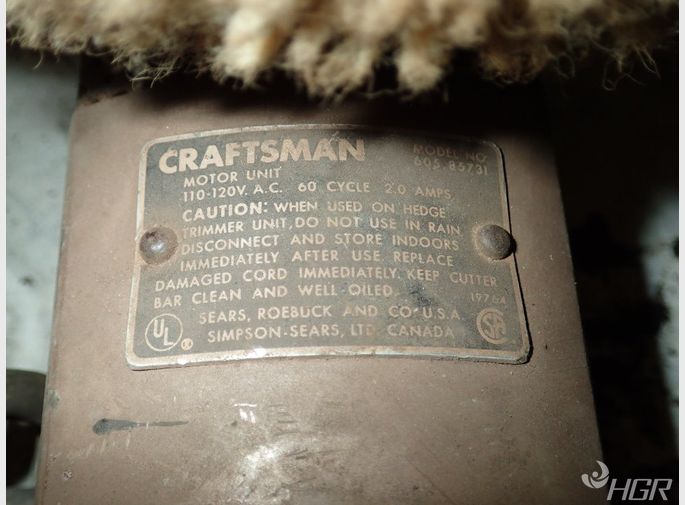 CRAFTSMAN
MODEL NO
605.85731
MOTOR UNIT
110-120V. A.C. 60 CYCLE 2.0 AMPS
CAUTION: WHEN USED ON HEDGE
TRIMMER UNIT, DO NOT USE IN RAIN
DISCONNECT AND STORE INDOORS
IMMEDIATELY AFTER USE. REPLACE
DAMAGED CORD IMMEDIATELY. KEEP CUTTER
BAR CLEAN AND WELL OILED.
1976A
SEARS, ROEBUCK AND CO. U.S.A.
SIMPSON-SEARS, LTD. CANADA
UL
SA
HGR